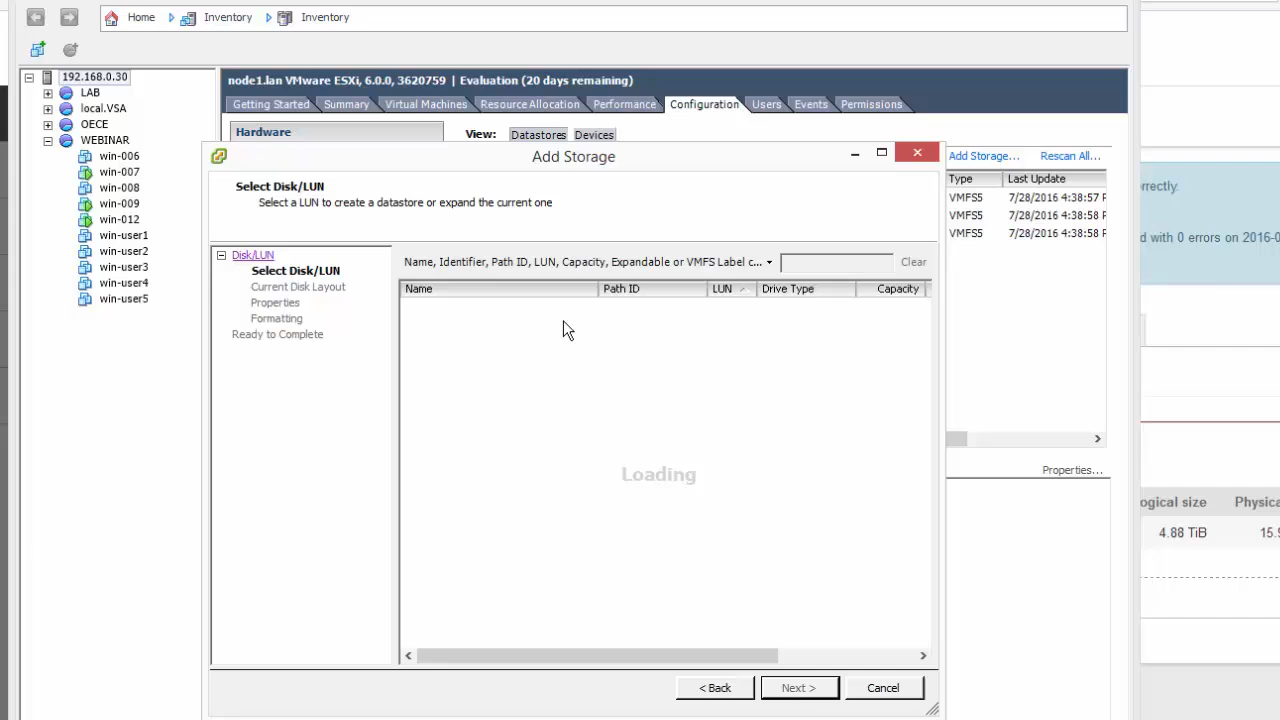 Home Inventory Inventory
192.168.0.30
LAB
local.VSA
OECE
WEBINAR
win-006
win-007
win-008
win-009
win-012
win-user1
win-user2
win-user3
win-user4
win-user5
node1.lan VMware ESXi, 6.0.0, 3620759 | Evaluation (20 days remaining)
Getting Started Summary Virtual Machines Resource Allocation Performance Configuration Users Events Permissions
Hardware View: Datastores Devices
Add Storage... Rescan All...
Type Last Update
VMFS5 7/28/2016 4:38:57 P
VMFS5 7/28/2016 4:38:58 P
VMFS5 7/28/2016 4:38:58 P
Properties...
Add Storage
Select Disk/LUN
Select a LUN to create a datastore or expand the current one
Disk/LUN
Select Disk/LUN
Current Disk Layout
Properties
Formatting
Ready to Complete
Name, Identifier, Path ID, LUN, Capacity, Expandable or VMFS Label c... Clear
Name Path ID LUN Drive Type Capacity
Loading
< Back Next > Cancel
rrectly.
d with 0 errors on 2016-0
ogical size Physica
4.88 TiB 15.9